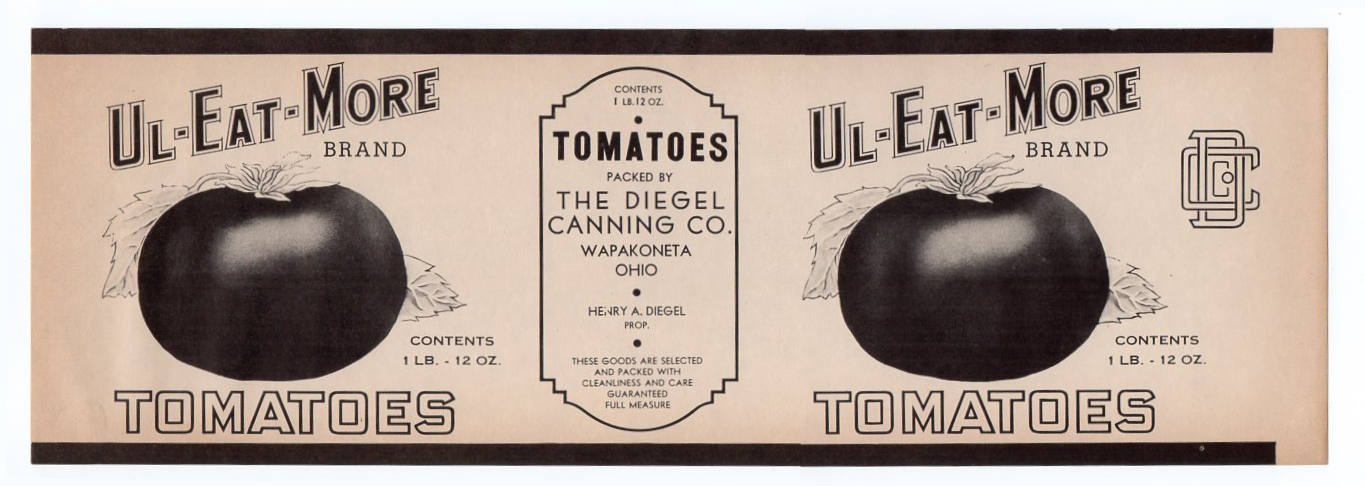 UL-EAT-MORE
BRAND
CONTENTS
1 LB. - 12 OZ.
TOMATOES
CONTENTS
1 LB. 12 OZ.
TOMATOES
PACKED BY
THE DIEGEL
CANNING CO.
WAPAKONETA
OHIO
HENRY A. DIEGEL
PROP.
THESE GOODS ARE SELECTED
AND PACKED WITH
CLEANLINESS AND CARE
GUARANTEED
FULL MEASURE
UL-EAT-MORE
BRAND
CONTENTS
1 LB. - 12 OZ.
TOMATOES
DCCo